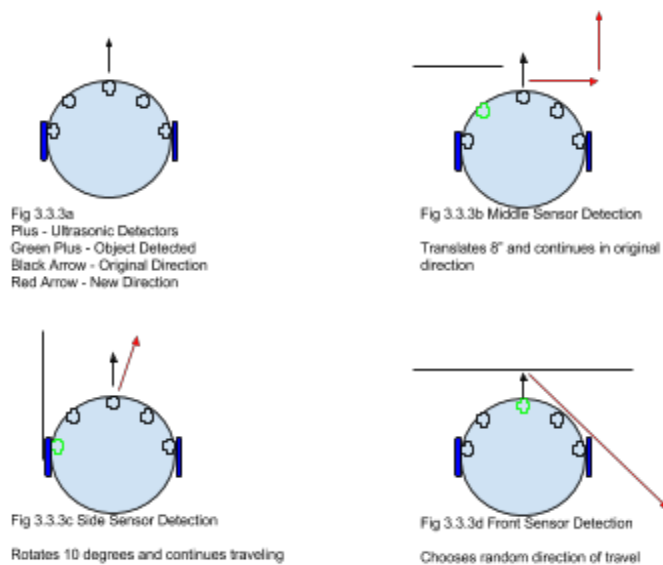 Fig 3.3.3a
Plus - Ultrasonic Detectors
Green Plus - Object Detected
Black Arrow - Original Direction
Red Arrow - New Direction
Fig 3.3.3b Middle Sensor Detection
Translates 8" and continues in original
direction
Fig 3.3.3c Side Sensor Detection
Rotates 10 degrees and continues traveling
Fig 3.3.3d Front Sensor Detection
Chooses random direction of travel